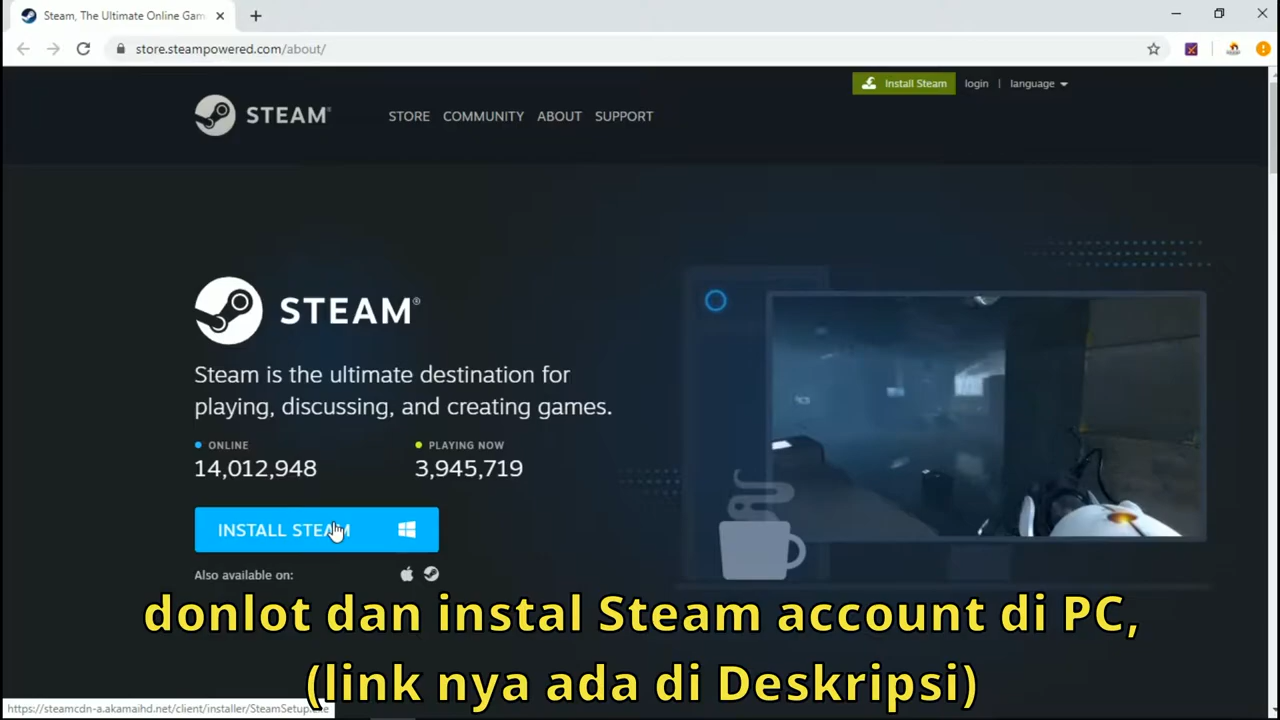 Steam, The Ultimate Online Gam
store.steampowered.com/about/
Install Steam login | language
STEAM® STORE COMMUNITY ABOUT SUPPORT
STEAM®
Steam is the ultimate destination for
playing, discussing, and creating games.
ONLINE PLAYING NOW
14,012,948 3,945,719
INSTALL STEAM
Also available on:
donlot dan instal Steam account di PC,
(link nya ada di Deskripsi)
https://steamcdn-a.akamaihd.net/client/installer/SteamSetup.exe